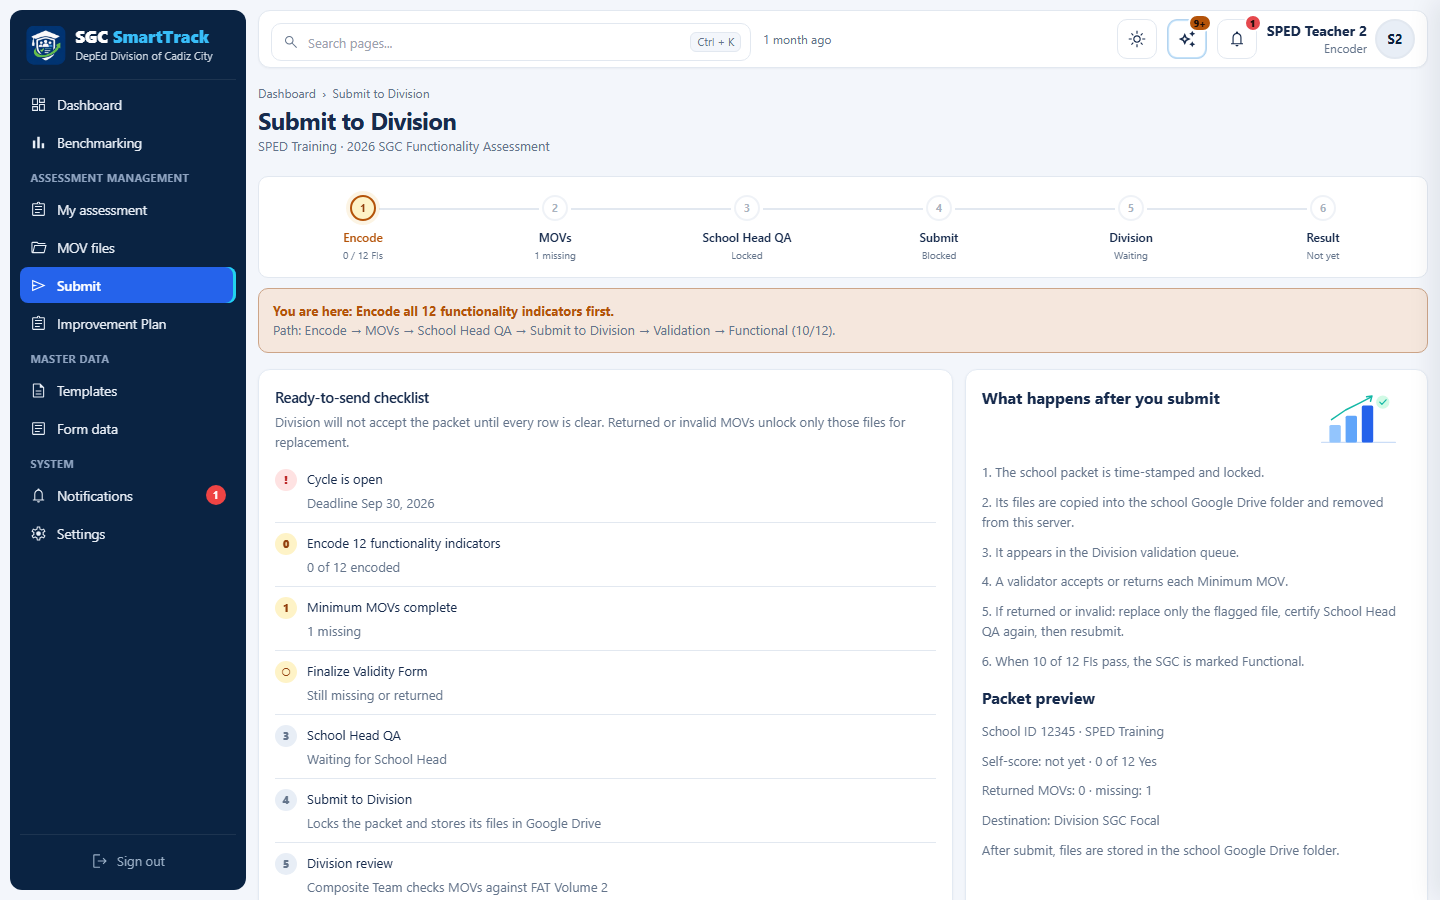 SGC SmartTrack
DepEd Division of Cadiz City
Dashboard
Benchmarking
ASSESSMENT MANAGEMENT
My assessment
MOV files
Submit
Improvement Plan
MASTER DATA
Templates
Form data
SYSTEM
Notifications
1
Settings
Sign out
Search pages...
Ctrl + K
1 month ago
9+
1
SPED Teacher 2
Encoder
S2
Dashboard › Submit to Division
Submit to Division
SPED Training · 2026 SGC Functionality Assessment
1
Encode
0 / 12 FIs
2
MOVs
1 missing
3
School Head QA
Locked
4
Submit
Blocked
5
Division
Waiting
6
Result
Not yet
You are here: Encode all 12 functionality indicators first.
Path: Encode → MOVs → School Head QA → Submit to Division → Validation → Functional (10/12).
Ready-to-send checklist
Division will not accept the packet until every row is clear. Returned or invalid MOVs unlock only those files for
replacement.
!
Cycle is open
Deadline Sep 30, 2026
0
Encode 12 functionality indicators
0 of 12 encoded
1
Minimum MOVs complete
1 missing
○
Finalize Validity Form
Still missing or returned
3
School Head QA
Waiting for School Head
4
Submit to Division
Locks the packet and stores its files in Google Drive
5
Division review
Composite Team checks MOVs against FAT Volume 2
What happens after you submit
1. The school packet is time-stamped and locked.
2. Its files are copied into the school Google Drive folder and removed
from this server.
3. It appears in the Division validation queue.
4. A validator accepts or returns each Minimum MOV.
5. If returned or invalid: replace only the flagged file, certify School Head
QA again, then resubmit.
6. When 10 of 12 FIs pass, the SGC is marked Functional.
Packet preview
School ID 12345 · SPED Training
Self-score: not yet · 0 of 12 Yes
Returned MOVs: 0 · missing: 1
Destination: Division SGC Focal
After submit, files are stored in the school Google Drive folder.